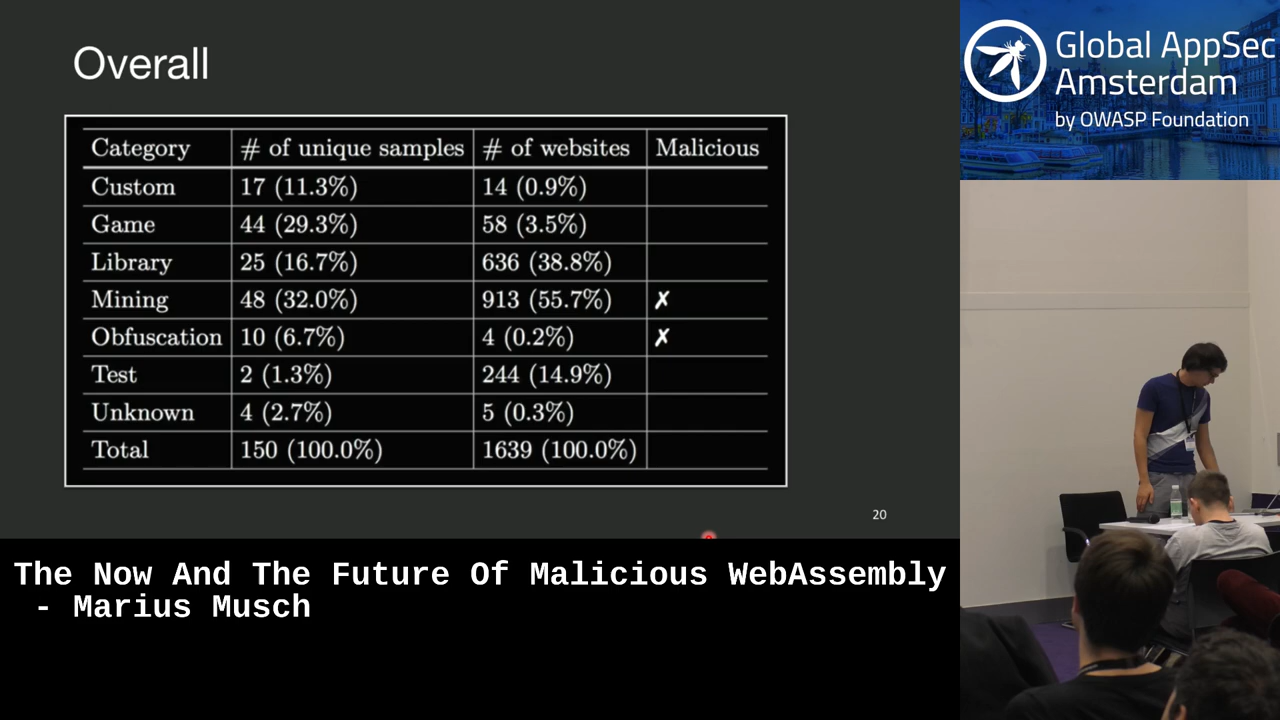 Overall
Category # of unique samples # of websites Malicious
Custom 17 (11.3%) 14 (0.9%)
Game 44 (29.3%) 58 (3.5%)
Library 25 (16.7%) 636 (38.8%)
Mining 48 (32.0%) 913 (55.7%) ✗
Obfuscation 10 (6.7%) 4 (0.2%) ✗
Test 2 (1.3%) 244 (14.9%)
Unknown 4 (2.7%) 5 (0.3%)
Total 150 (100.0%) 1639 (100.0%)
20
The Now And The Future Of Malicious WebAssembly
- Marius Musch
Global AppSec
Amsterdam
by OWASP Foundation